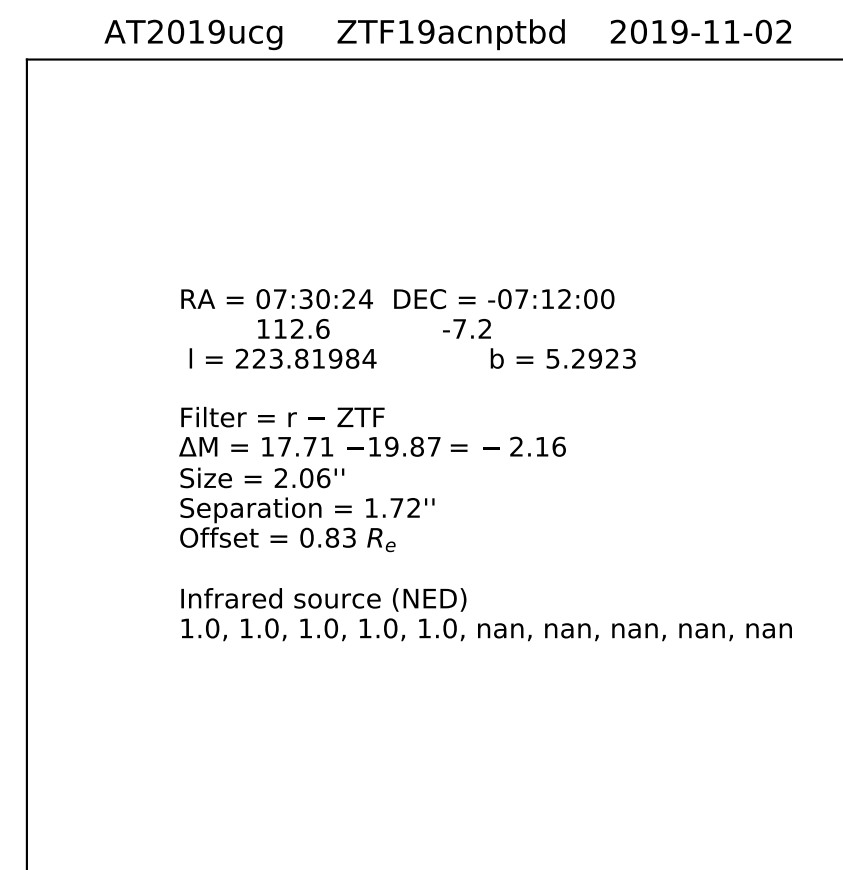 AT2019ucg ZTF19acnptbd 2019-11-02
RA = 07:30:24 DEC = -07:12:00
112.6 -7.2
l = 223.81984 b = 5.2923
Filter = r − ZTF
ΔM = 17.71 −19.87 = − 2.16
Size = 2.06''
Separation = 1.72''
Offset = 0.83 Rₑ
Infrared source (NED)
1.0, 1.0, 1.0, 1.0, 1.0, nan, nan, nan, nan, nan